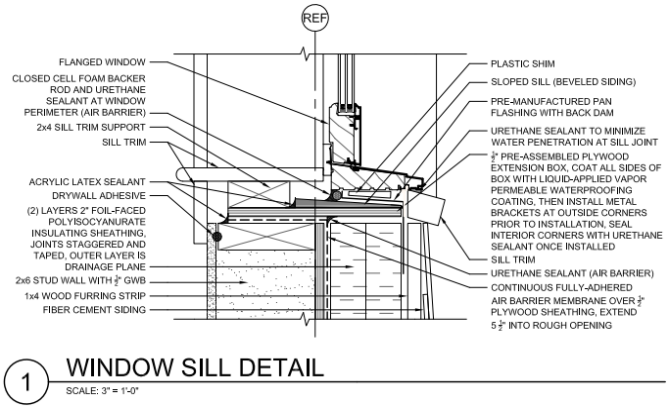 REF
FLANGED WINDOW
CLOSED CELL FOAM BACKER
ROD AND URETHANE
SEALANT AT WINDOW
PERIMETER (AIR BARRIER)
2x4 SILL TRIM SUPPORT
SILL TRIM
ACRYLIC LATEX SEALANT
DRYWALL ADHESIVE
(2) LAYERS 2" FOIL-FACED
POLYISOCYANURATE
INSULATING SHEATHING,
JOINTS STAGGERED AND
TAPED, OUTER LAYER IS
DRAINAGE PLANE
2x6 STUD WALL WITH ½" GWB
1x4 WOOD FURRING STRIP
FIBER CEMENT SIDING
PLASTIC SHIM
SLOPED SILL (BEVELED SIDING)
PRE-MANUFACTURED PAN
FLASHING WITH BACK DAM
URETHANE SEALANT TO MINIMIZE
WATER PENETRATION AT SILL JOINT
½" PRE-ASSEMBLED PLYWOOD
EXTENSION BOX, COAT ALL SIDES OF
BOX WITH LIQUID-APPLIED VAPOR
PERMEABLE WATERPROOFING
COATING, THEN INSTALL METAL
BRACKETS AT OUTSIDE CORNERS
PRIOR TO INSTALLATION, SEAL
INTERIOR CORNERS WITH URETHANE
SEALANT ONCE INSTALLED
SILL TRIM
URETHANE SEALANT (AIR BARRIER)
CONTINUOUS FULLY-ADHERED
AIR BARRIER MEMBRANE OVER ½"
PLYWOOD SHEATHING, EXTEND
5 ½" INTO ROUGH OPENING
1
WINDOW SILL DETAIL
SCALE: 3" = 1'-0"